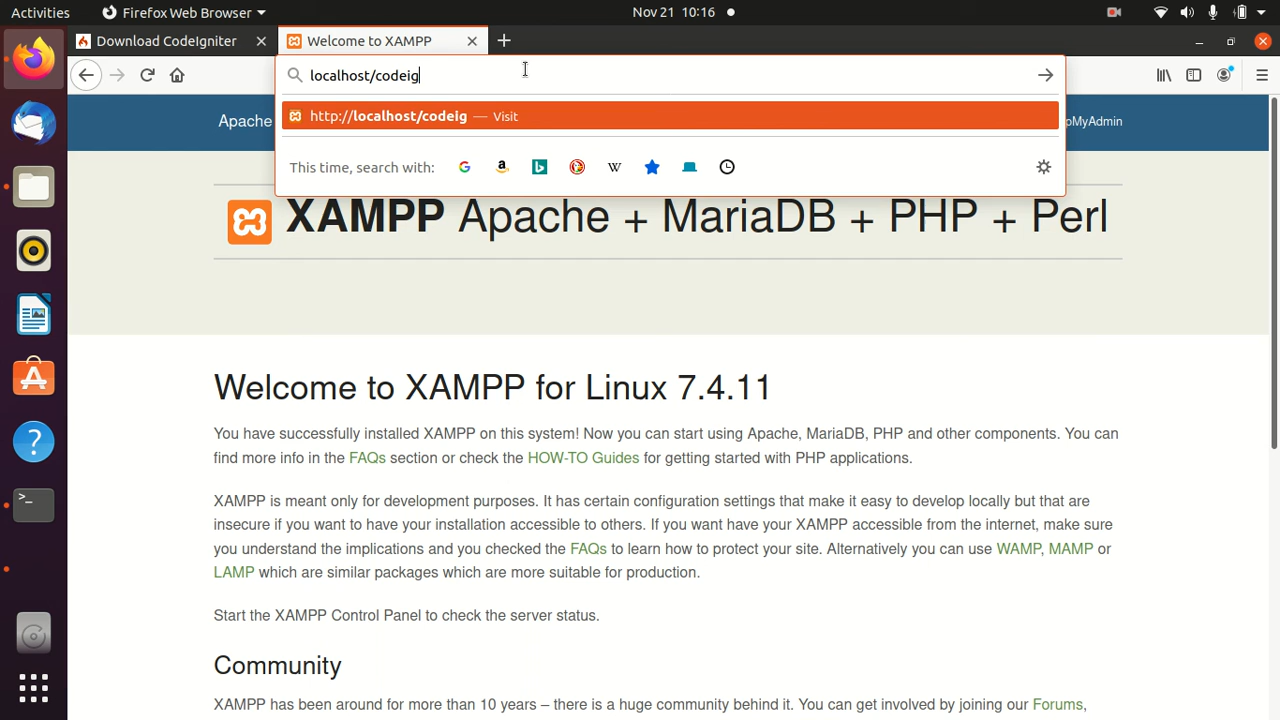 Activities
Firefox Web Browser
Nov 21 10:16
Download CodeIgniter
Welcome to XAMPP
localhost/codeig
http://localhost/codeig — Visit
This time, search with:
Apache
pMyAdmin
XAMPP Apache + MariaDB + PHP + Perl
Welcome to XAMPP for Linux 7.4.11
You have successfully installed XAMPP on this system! Now you can start using Apache, MariaDB, PHP and other components. You can
find more info in the FAQs section or check the HOW-TO Guides for getting started with PHP applications.
XAMPP is meant only for development purposes. It has certain configuration settings that make it easy to develop locally but that are
insecure if you want to have your installation accessible to others. If you want have your XAMPP accessible from the internet, make sure
you understand the implications and you checked the FAQs to learn how to protect your site. Alternatively you can use WAMP, MAMP or
LAMP which are similar packages which are more suitable for production.
Start the XAMPP Control Panel to check the server status.
Community
XAMPP has been around for more than 10 years – there is a huge community behind it. You can get involved by joining our Forums,